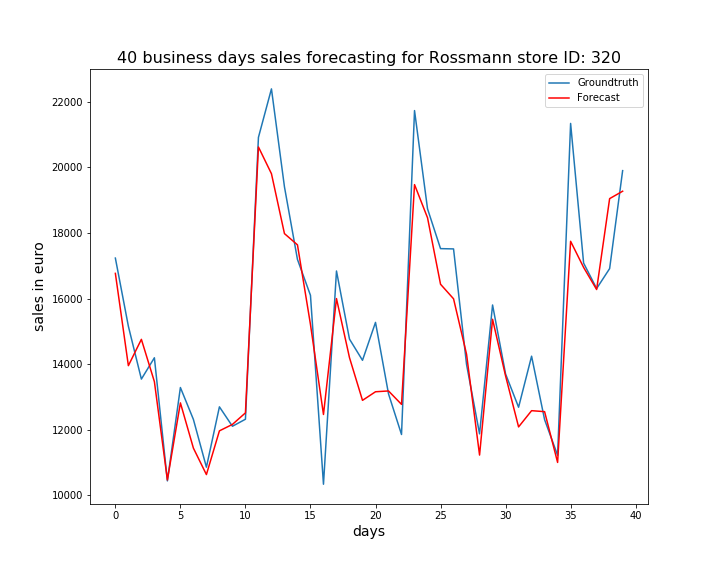 40 business days sales forecasting for Rossmann store ID: 320
Groundtruth
Forecast
22000
20000
18000
16000
14000
12000
10000
sales in euro
0 5 10 15 20 25 30 35 40
days